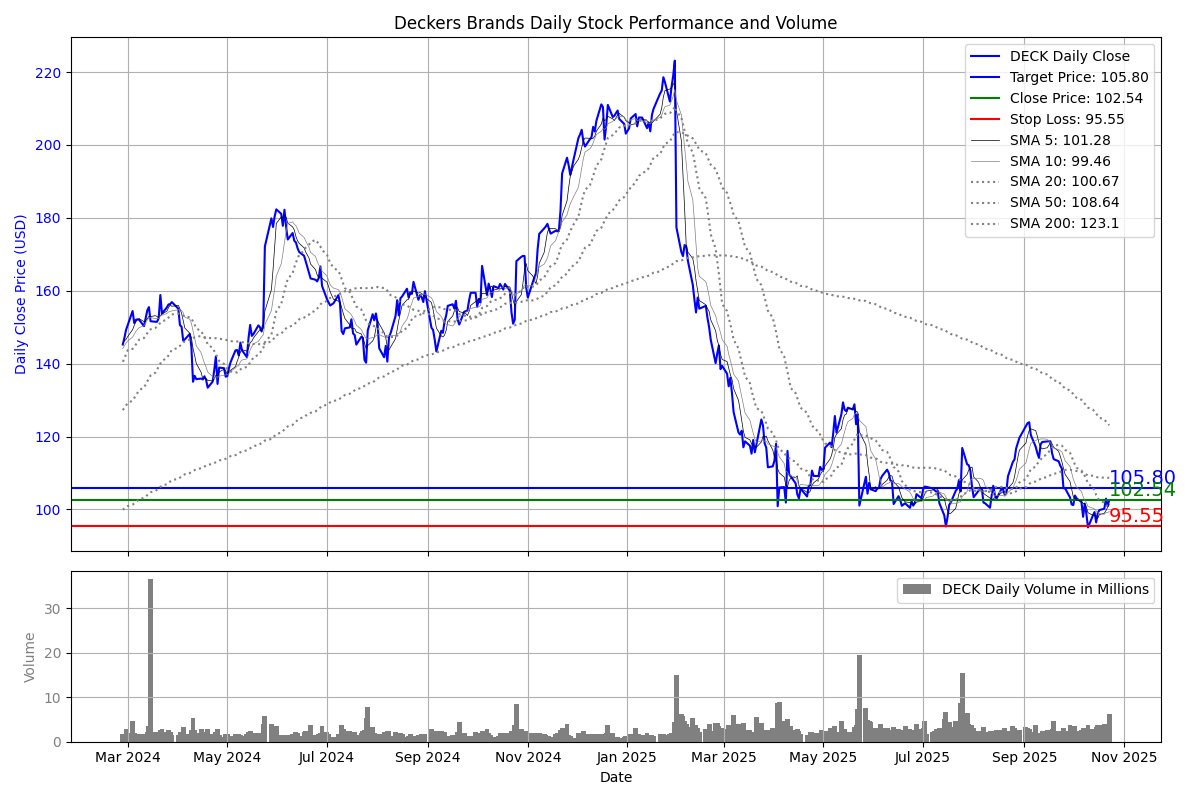 Deckers Brands Daily Stock Performance and Volume
Daily Close Price (USD)
220
200
180
160
140
120
100
DECK Daily Close
Target Price: 105.80
Close Price: 102.54
Stop Loss: 95.55
SMA 5: 101.28
SMA 10: 99.46
SMA 20: 100.67
SMA 50: 108.64
SMA 200: 123.1
105.80
102.54
95.55
Volume
30
20
10
0
DECK Daily Volume in Millions
Mar 2024 May 2024 Jul 2024 Sep 2024 Nov 2024 Jan 2025 Mar 2025 May 2025 Jul 2025 Sep 2025 Nov 2025
Date